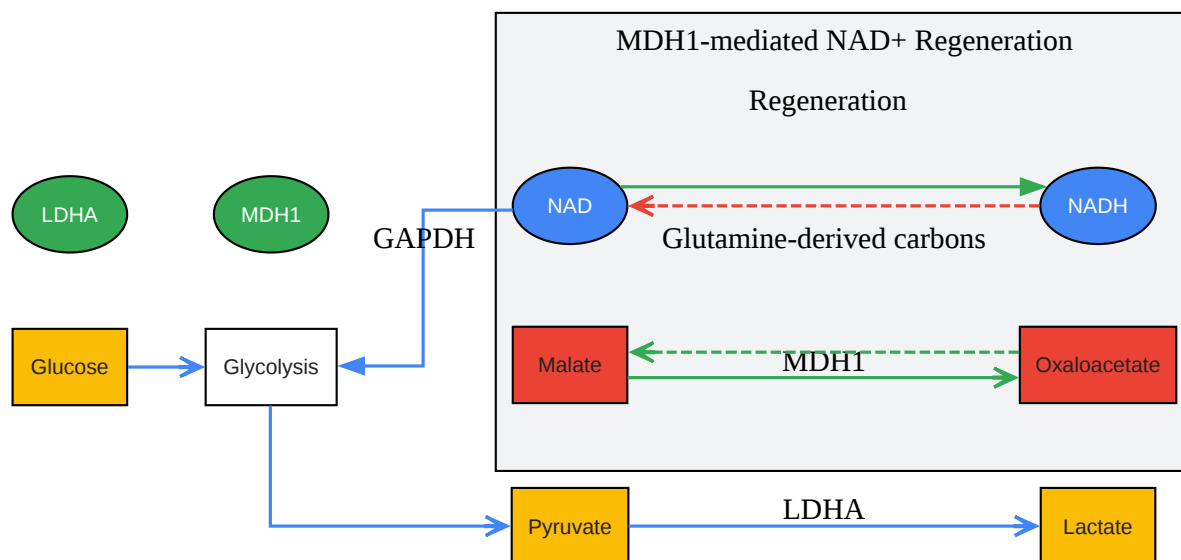 MDH1-mediated NAD+ Regeneration
Regeneration
LDHA
MDH1
NAD
NADH
GAPDH
Glutamine-derived carbons
Glucose
Glycolysis
Malate
MDH1
Oxaloacetate
Pyruvate
LDHA
Lactate